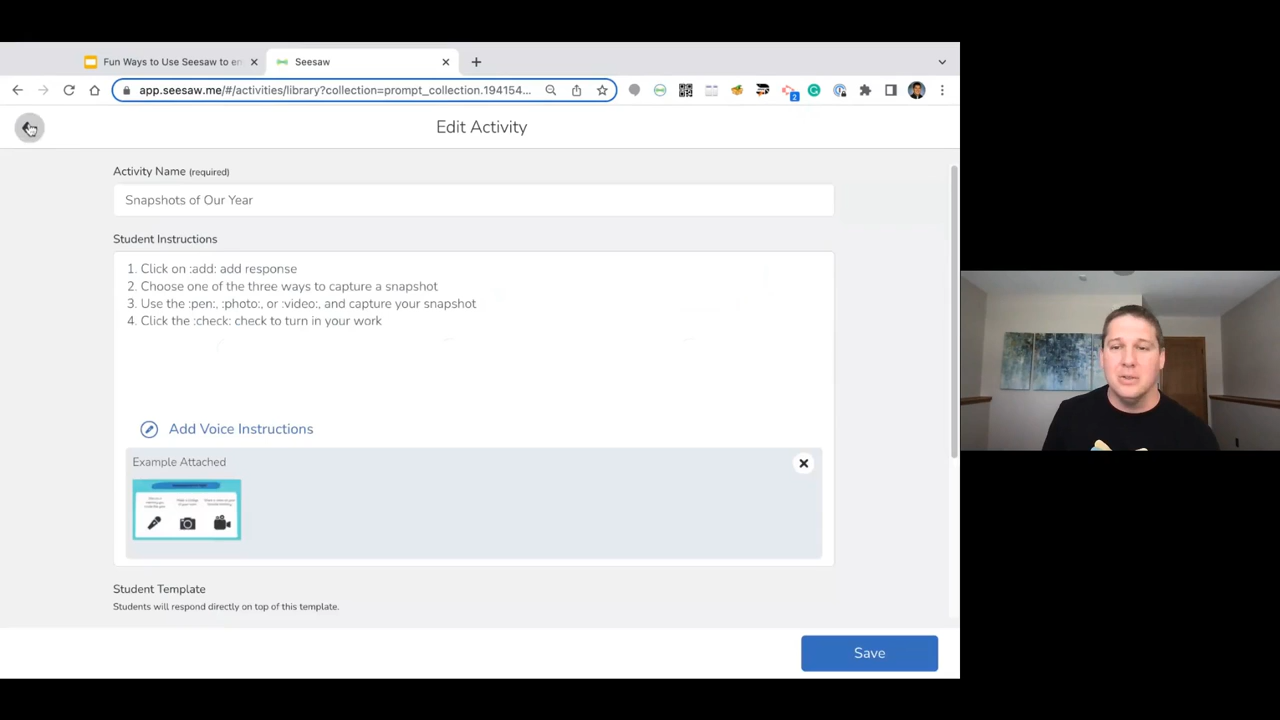 Fun Ways to Use Seesaw to en
Seesaw
app.seesaw.me/#/activities/library?collection=prompt_collection.194154...
2
Edit Activity
Activity Name (required)
Snapshots of Our Year
Student Instructions
1. Click on :add: add response
2. Choose one of the three ways to capture a snapshot
3. Use the :pen:, :photo:, or :video:, and capture your snapshot
4. Click the :check: check to turn in your work
Add Voice Instructions
Example Attached
Student Template
Students will respond directly on top of this template.
Save